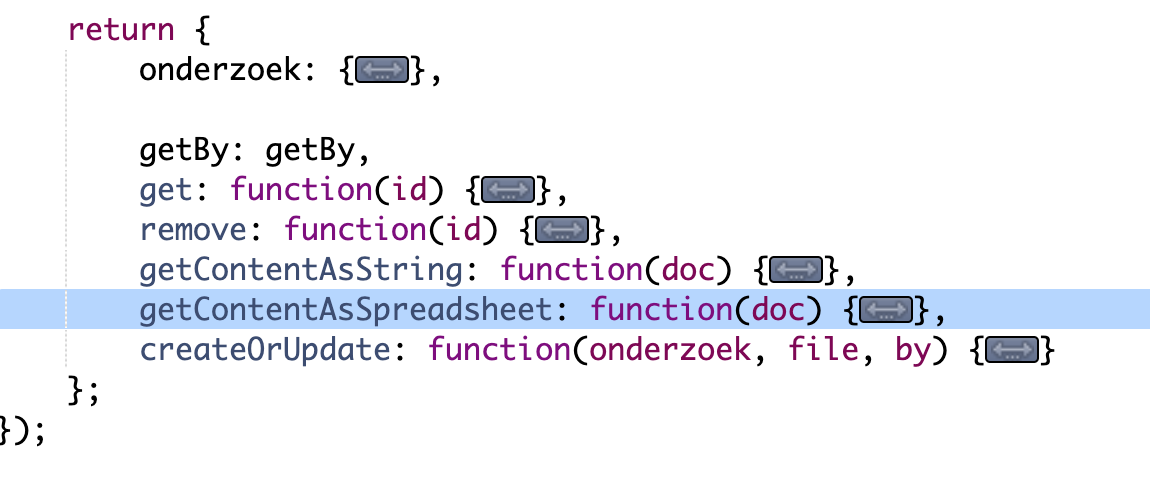 return {
onderzoek: {...},
getBy: getBy,
get: function(id) {...},
remove: function(id) {...},
getContentAsString: function(doc) {...},
getContentAsSpreadsheet: function(doc) {...},
createOrUpdate: function(onderzoek, file, by) {...}
};
});